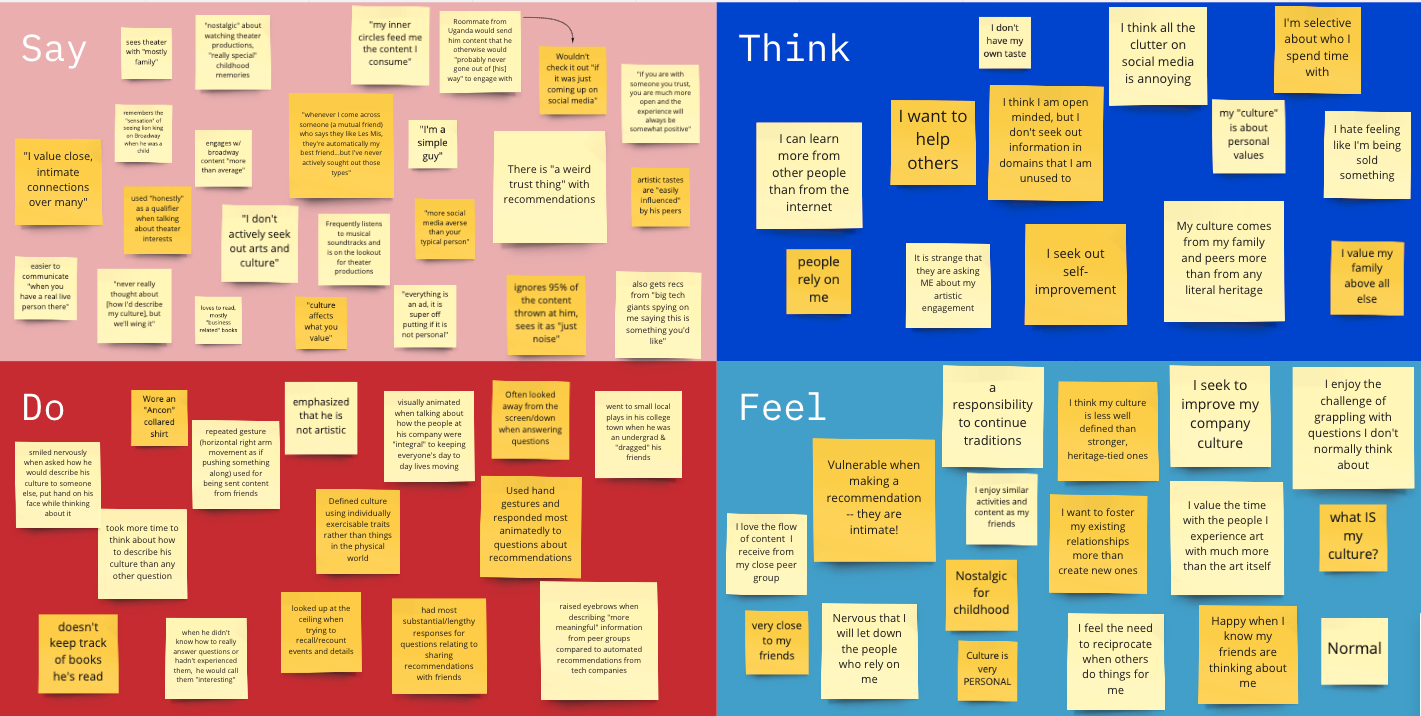 Say
sees theater
with "mostly
family"
"nostalgic" about
watching theater
productions,
"really special"
childhood
memories
"my inner
circles feed me
the content I
consume"
Roommate from
Uganda would send
him content that he
otherwise would
"probably never
gone out of [his]
way" to engage with
Wouldn't
check it out "if
it was just
coming up on
social media"
"If you are with
someone you trust,
you are much more
open and the
experience will
always be
somewhat positive"
remembers the
"sensation" of
seeing lion king
on Broadway
when he was a
child
engages w/
broadway
content "more
than average"
"whenever I come across
someone (a mutual friend)
who says they like Les Mis,
they're automatically my
best friend...but I've never
actively sought out those
types"
"I'm a
simple
guy"
There is "a weird
trust thing" with
recommendations
artistic tastes
are "easily
influenced"
by his peers
"I value close,
intimate
connections
over many"
used "honestly"
as a qualifier
when talking
about theater
interests
"I don't
actively seek
out arts and
culture"
Frequently listens
to musical
soundtracks and
is on the lookout
for theater
productions
"more social
media averse
than your
typical person"
easier to
communicate
"when you
have a real live
person there"
"never really
thought about
[how I'd describe
my culture], but
we'll wing it"
loves to read,
mostly
"business
related" books
"culture
affects
what you
value"
"everything is
an ad, it is
super off
putting if it is
not personal"
ignores 95% of
the content
thrown at him,
sees it as "just
noise"
also gets recs
from "big tech
giants spying on
me saying this is
something you'd
like"
Think
I don't
have my
own taste
I think all the
clutter on
social media
is annoying
I'm selective
about who I
spend time
with
I can learn
more from
other people
than from the
internet
I want to
help
others
I think I am open
minded, but I
don't seek out
information in
domains that I am
unused to
my "culture"
is about
personal
values
I hate feeling
like I'm being
sold
something
people
rely on
me
It is strange that
they are asking
ME about my
artistic
engagement
I seek out
self-
improvement
My culture comes
from my family
and peers more
than from any
literal heritage
I value my
family
above all
else
Do
Wore an
"Ancon"
collared
shirt
emphasized
that he is
not artistic
visually animated
when talking about
how the people at
his company were
"integral" to keeping
everyone's day to
day lives moving
Often looked
away from the
screen/down
when answering
questions
went to small local
plays in his college
town when he was
an undergrad &
"dragged" his
friends
smiled nervously
when asked how he
would describe his
culture to someone
else, put hand on his
face while thinking
about it
repeated gesture
(horizontal right arm
movement as if
pushing something
along) used for
being sent content
from friends
took more time to
think about how
to describe his
culture than any
other question
Defined culture
using individually
exercisable traits
rather than things
in the physical
world
Used hand
gestures and
responded most
animatedly to
questions about
recommendations
doesn't
keep track
of books
he's read
when he didn't
know how to really
answer questions or
hadn't experienced
them, he would call
them "interesting"
looked up at the
ceiling when
trying to
recall/recount
events and details
had most
substantial/lengthy
responses for
questions relating to
sharing
recommendations
with friends
raised eyebrows when
describing "more
meaningful" information
from peer groups
compared to automated
recommendations from
tech companies
Feel
a
responsibility
to continue
traditions
I think my culture
is less well
defined than
stronger,
heritage-tied ones
I seek to
improve my
company
culture
I enjoy the
challenge of
grappling with
questions I don't
normally think
about
Vulnerable when
making a
recommendation
-- they are
intimate!
I enjoy similar
activities and
content as my
friends
I want to foster
my existing
relationships
more than
create new ones
I value the time
with the people I
experience art
with much more
than the art itself
what IS
my
culture?
I love the flow
of content I
receive from
my close peer
group
Nostalgic
for
childhood
very close
to my
friends
Nervous that I
will let down
the people
who rely on
me
Culture is
very
PERSONAL
I feel the need
to reciprocate
when others
do things for
me
Happy when I
know my
friends are
thinking about
me
Normal